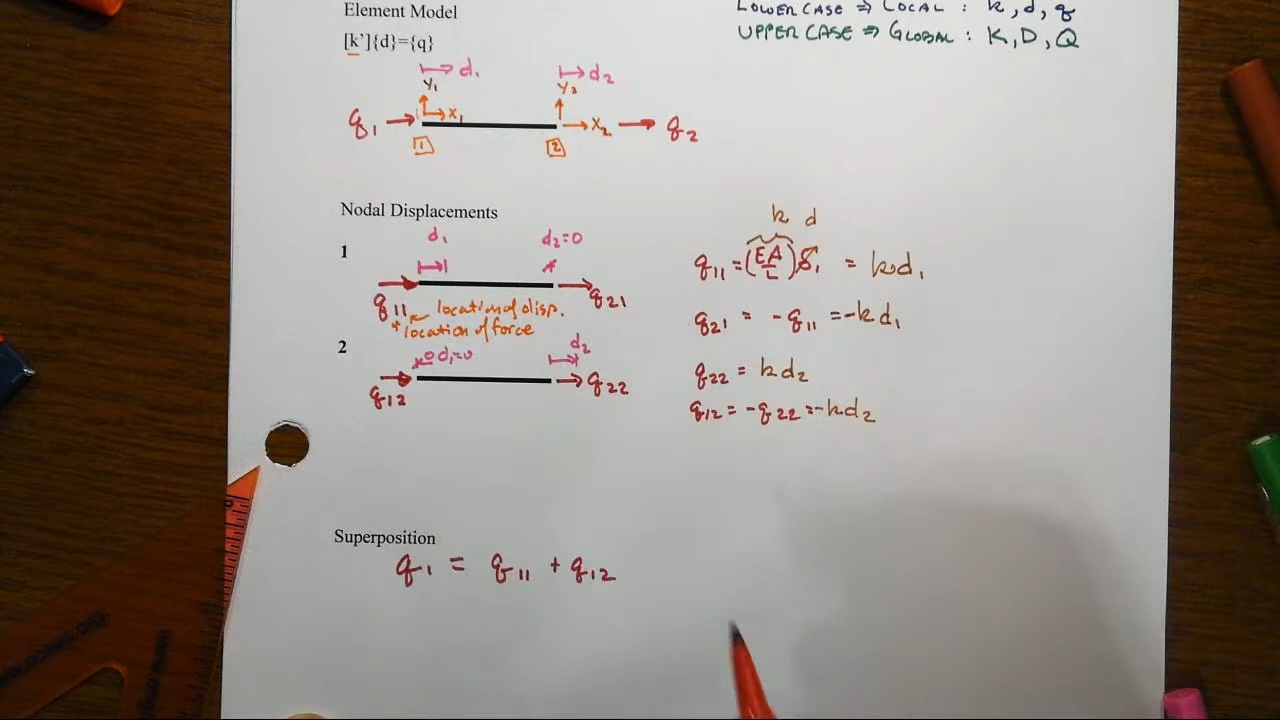 Element Model
LOWER CASE ⇒ LOCAL : k, d, q
[k']{d}={q}
UPPER CASE ⇒ GLOBAL : K, D, Q
d₁ d₂
y₁ y₂
q₁ x₁ x₂ q₂
1 2
Nodal Displacements
k d
d₁ d₂=0
1
q₁₁ = (EA/L) δ₁ = kd₁
q₁₁ q₂₁
location of disp.
location of force
q₂₁ = -q₁₁ = -kd₁
2
d₁=0 d₂
q₂₂ = kd₂
q₁₂ q₂₂
q₁₂ = -q₂₂ = -kd₂
Superposition
q₁ = q₁₁ + q₁₂